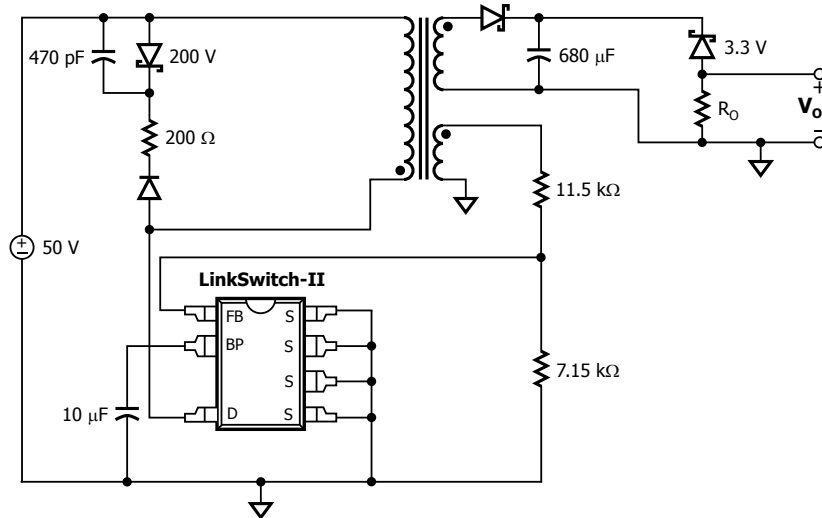 470 pF
200 V
680 μF
3.3 V
R_O
+
V_o
−
200 Ω
11.5 kΩ
+
−
50 V
LinkSwitch-II
FB
S
BP
S
S
D
S
7.15 kΩ
10 μF